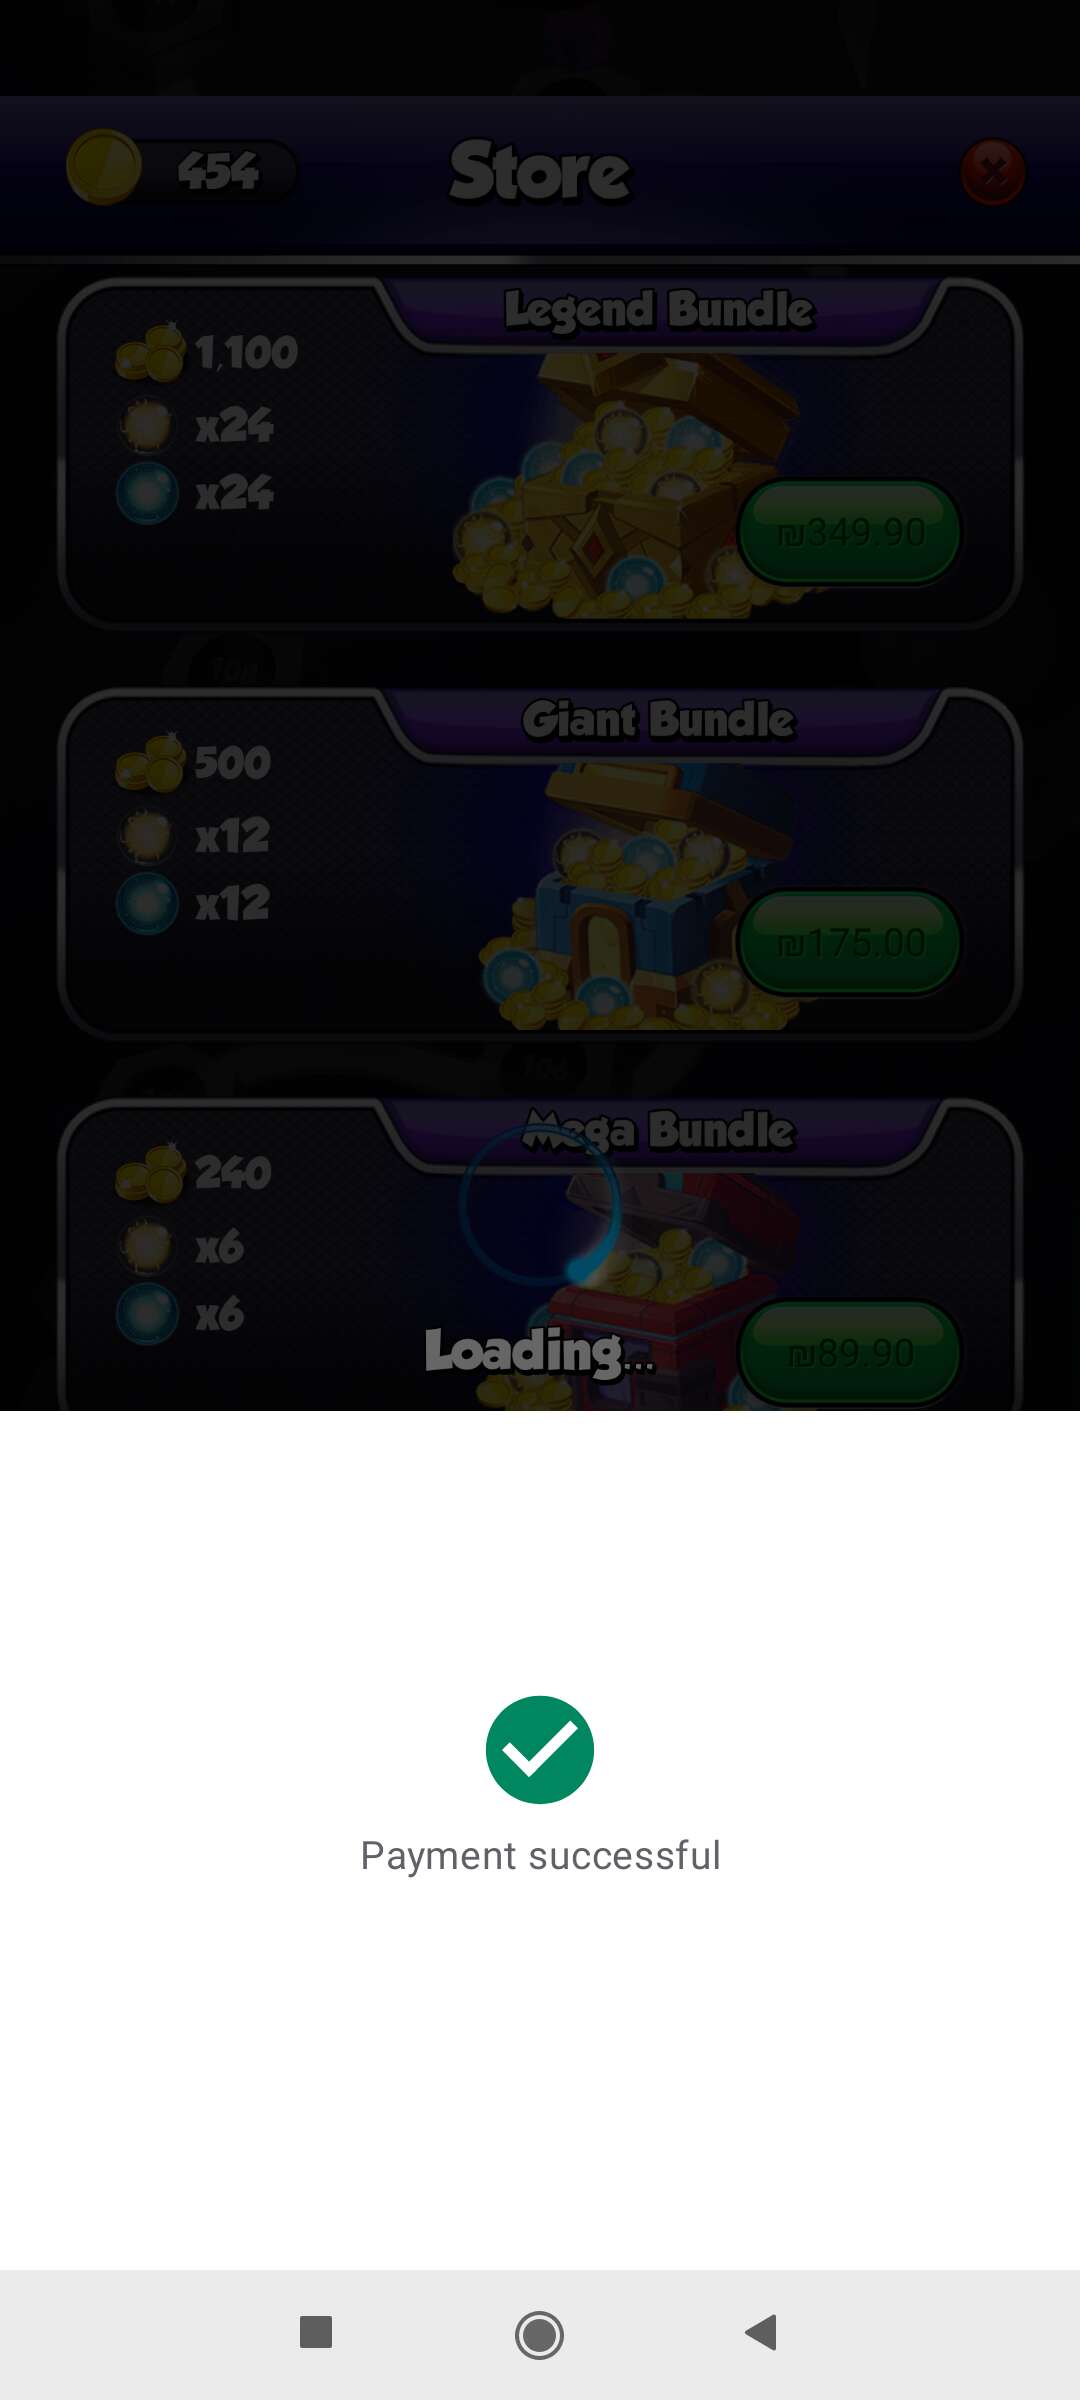 454
Store
Legend Bundle
1,100
x24
x24
₪349.90
Giant Bundle
500
x12
x12
₪175.00
Mega Bundle
240
x6
x6
Loading...
₪89.90
Payment successful